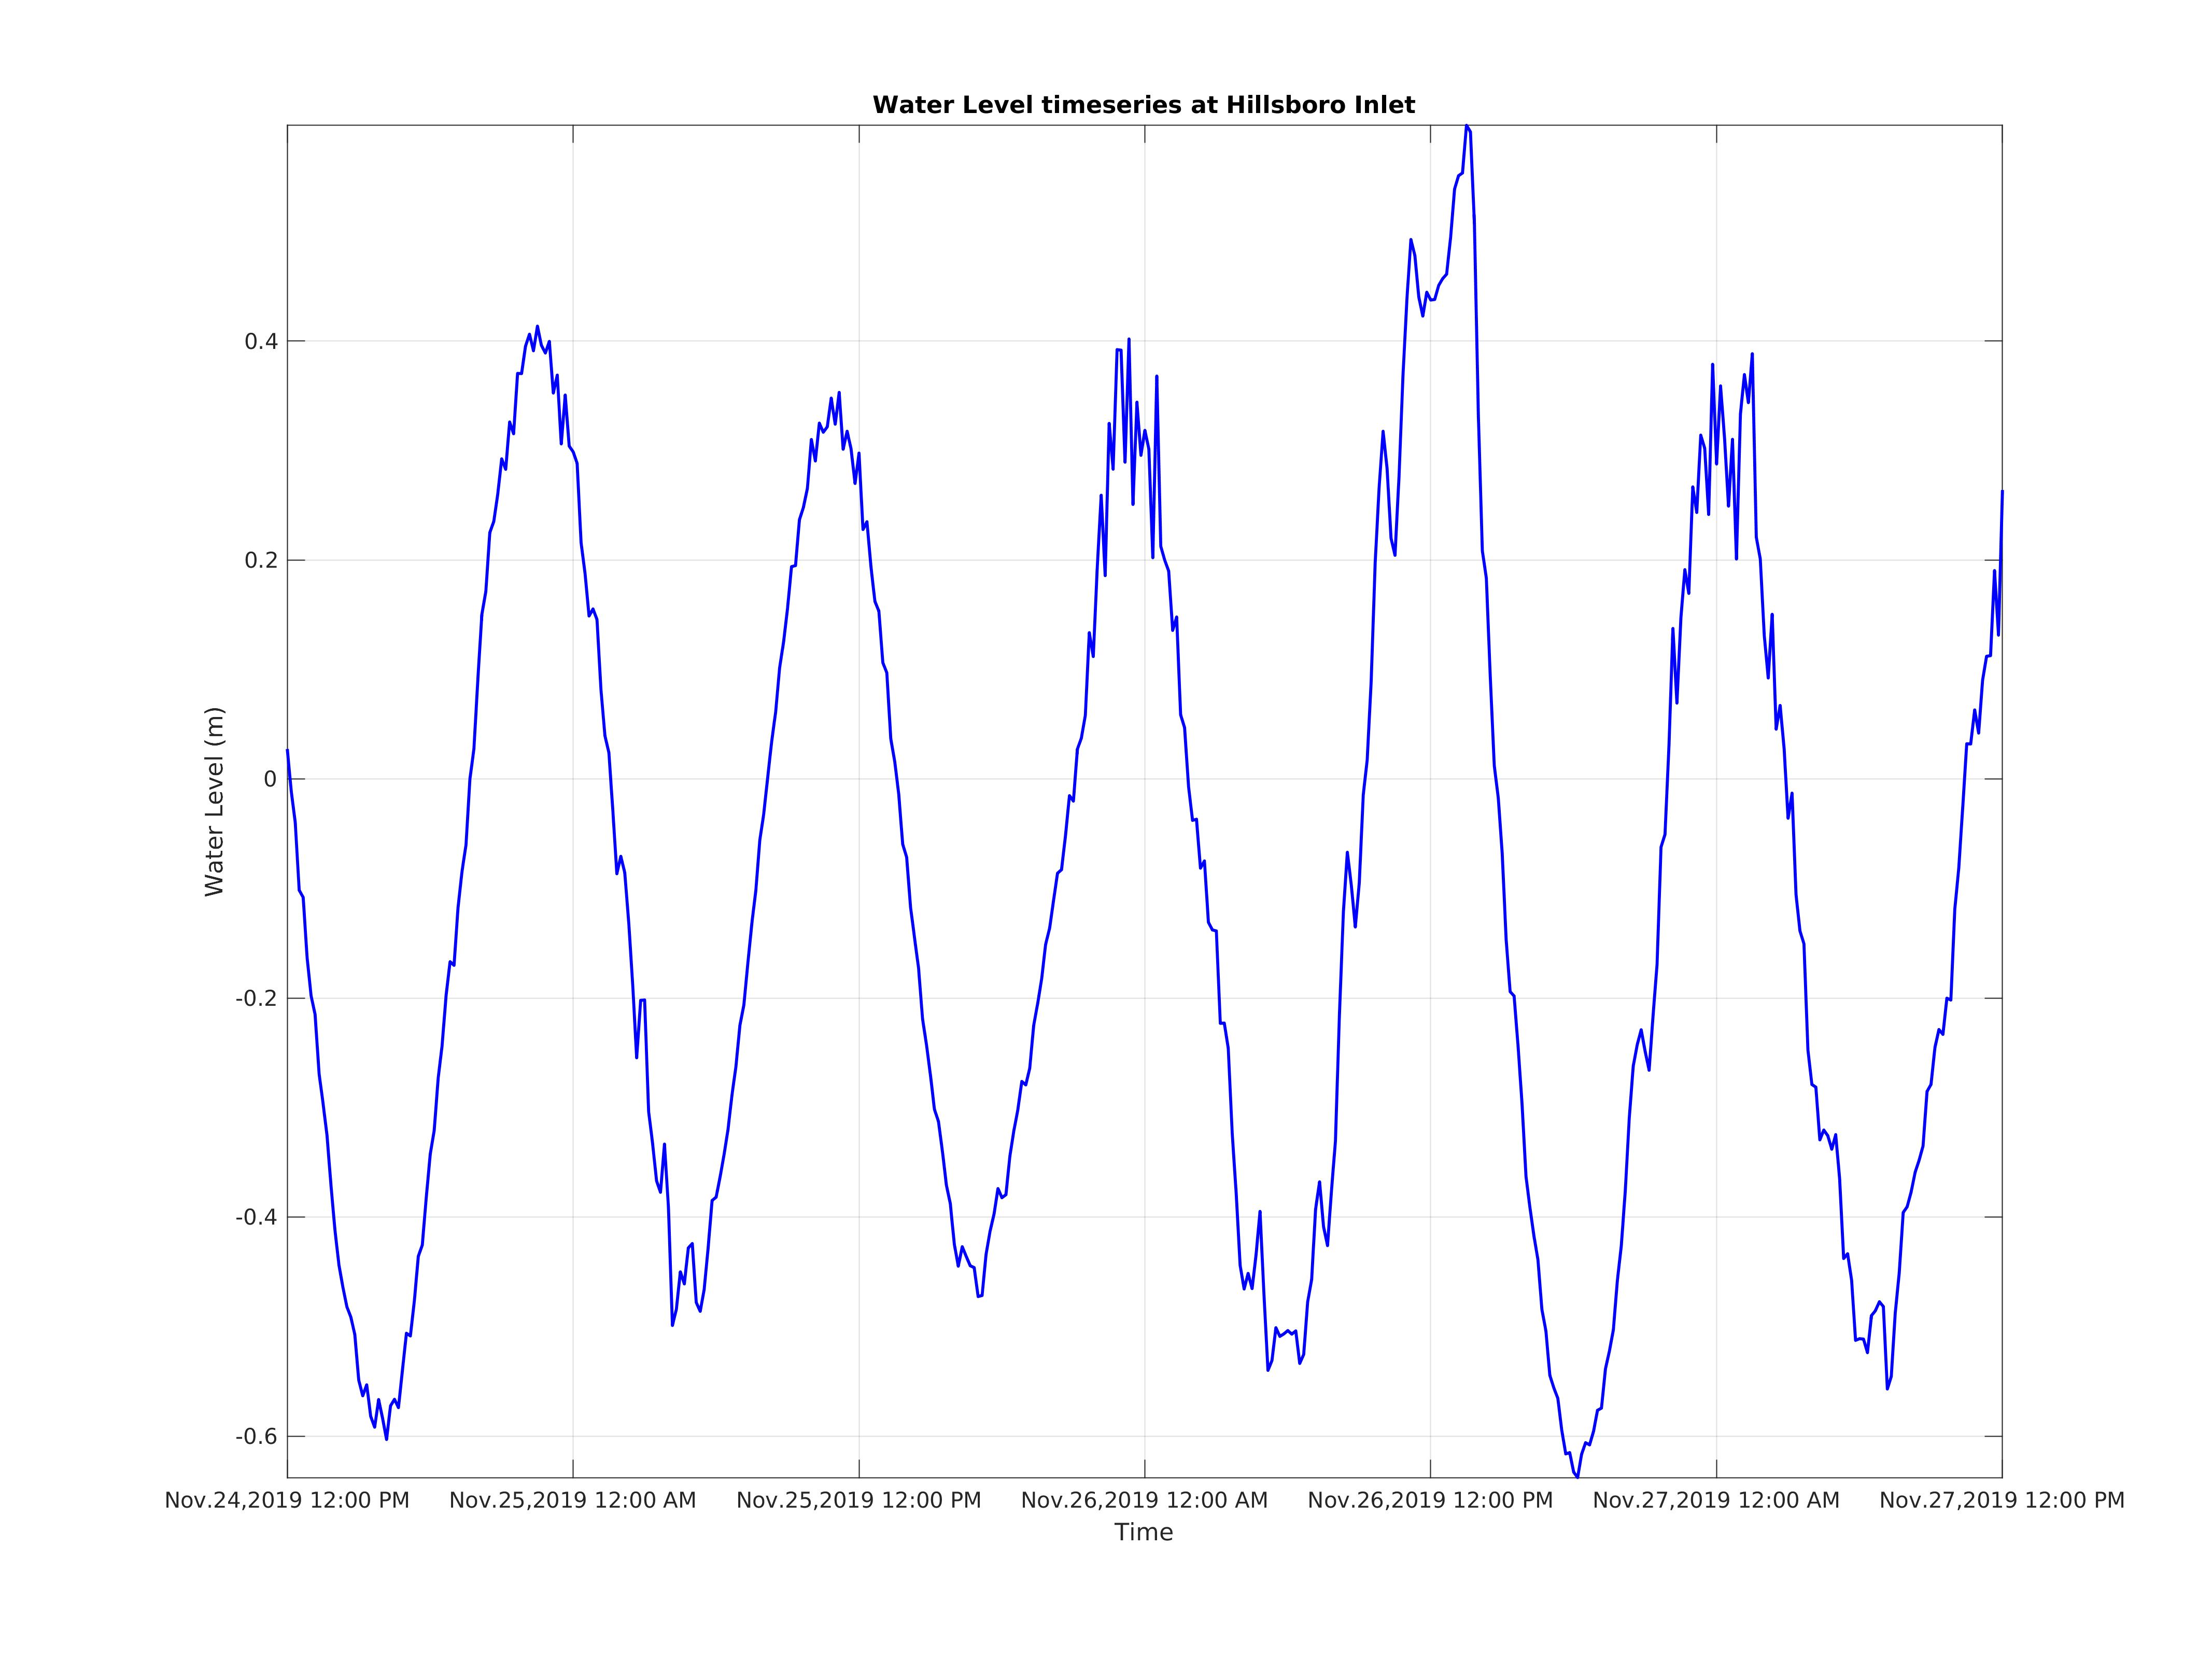 Water Level timeseries at Hillsboro Inlet
0.4
0.2
0
-0.2
-0.4
-0.6
Water Level (m)
Nov.24,2019 12:00 PM Nov.25,2019 12:00 AM Nov.25,2019 12:00 PM Nov.26,2019 12:00 AM Nov.26,2019 12:00 PM Nov.27,2019 12:00 AM Nov.27,2019 12:00 PM
Time